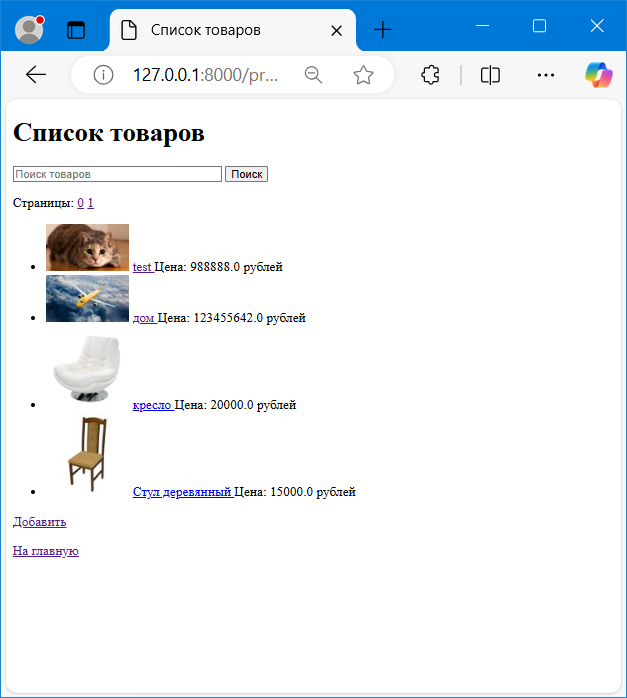 Список товаров
127.0.0.1:8000/pr...
Список товаров
Поиск товаров Поиск
Страницы: 0 1
test Цена: 988888.0 рублей
дом Цена: 123455642.0 рублей
кресло Цена: 20000.0 рублей
Стул деревянный Цена: 15000.0 рублей
Добавить
На главную